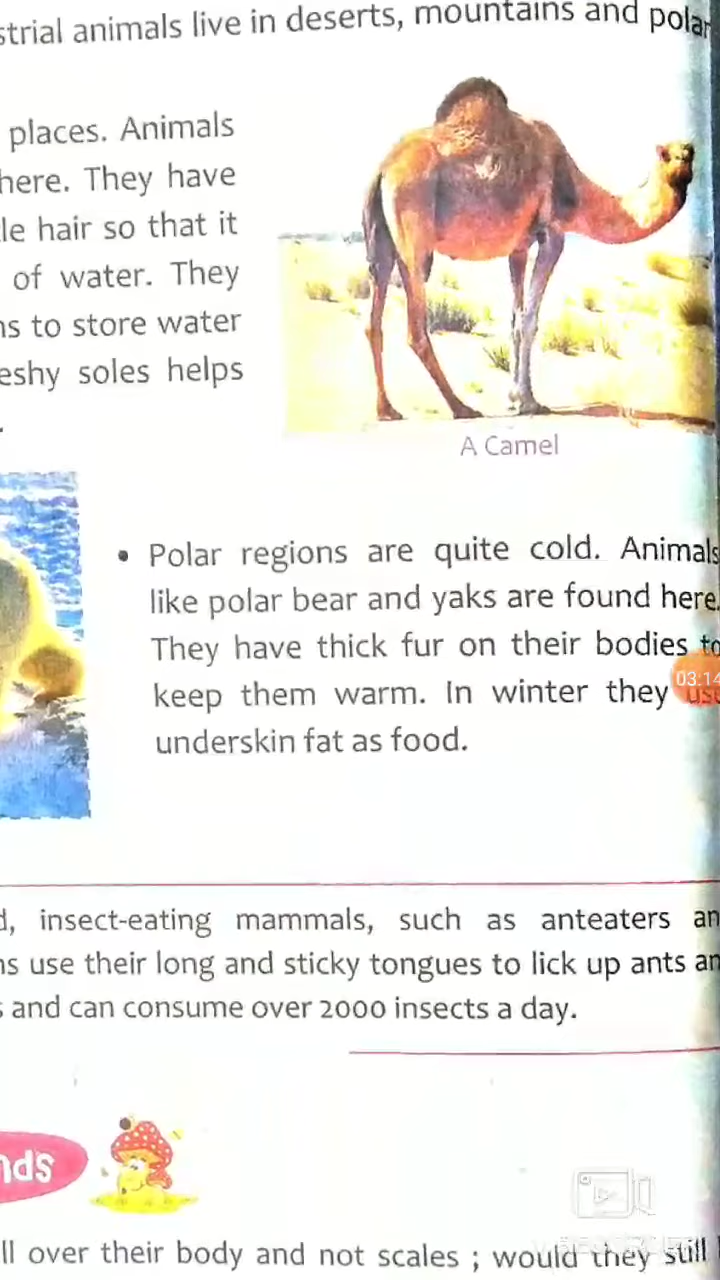 strial animals live in deserts, mountains and polar
places. Animals
here. They have
le hair so that it
of water. They
ns to store water
eshy soles helps
A Camel
• Polar regions are quite cold. Animals
like polar bear and yaks are found here.
They have thick fur on their bodies to
keep them warm. In winter they use
underskin fat as food.
03:14
d, insect-eating mammals, such as anteaters an
ns use their long and sticky tongues to lick up ants an
s and can consume over 2000 insects a day.
nds
ll over their body and not scales ; would they still